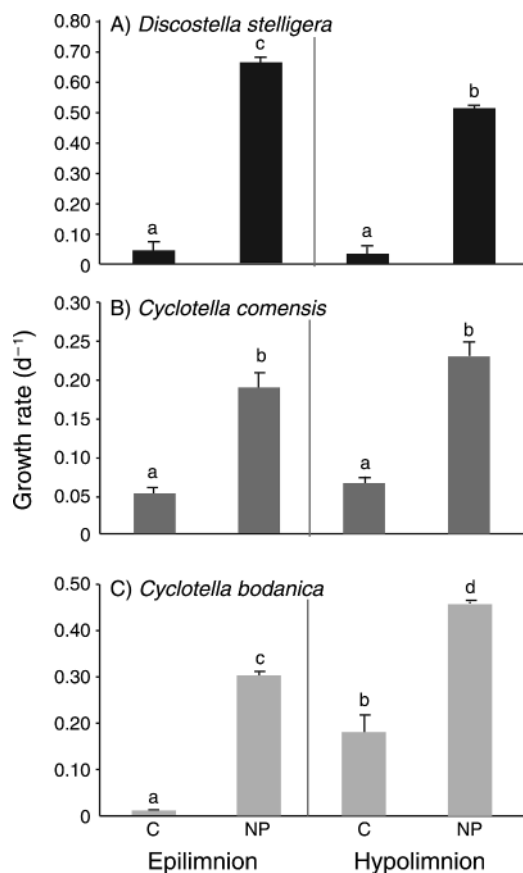 A) Discostella stelligera
0.80
0.70
0.60
0.50
0.40
0.30
0.20
0.10
0
a
c
a
b
B) Cyclotella comensis
0.30
0.25
0.20
0.15
0.10
0.05
0
a
b
a
b
Growth rate (d⁻¹)
C) Cyclotella bodanica
0.50
0.40
0.30
0.20
0.10
0
a
c
b
d
C NP C NP
Epilimnion Hypolimnion